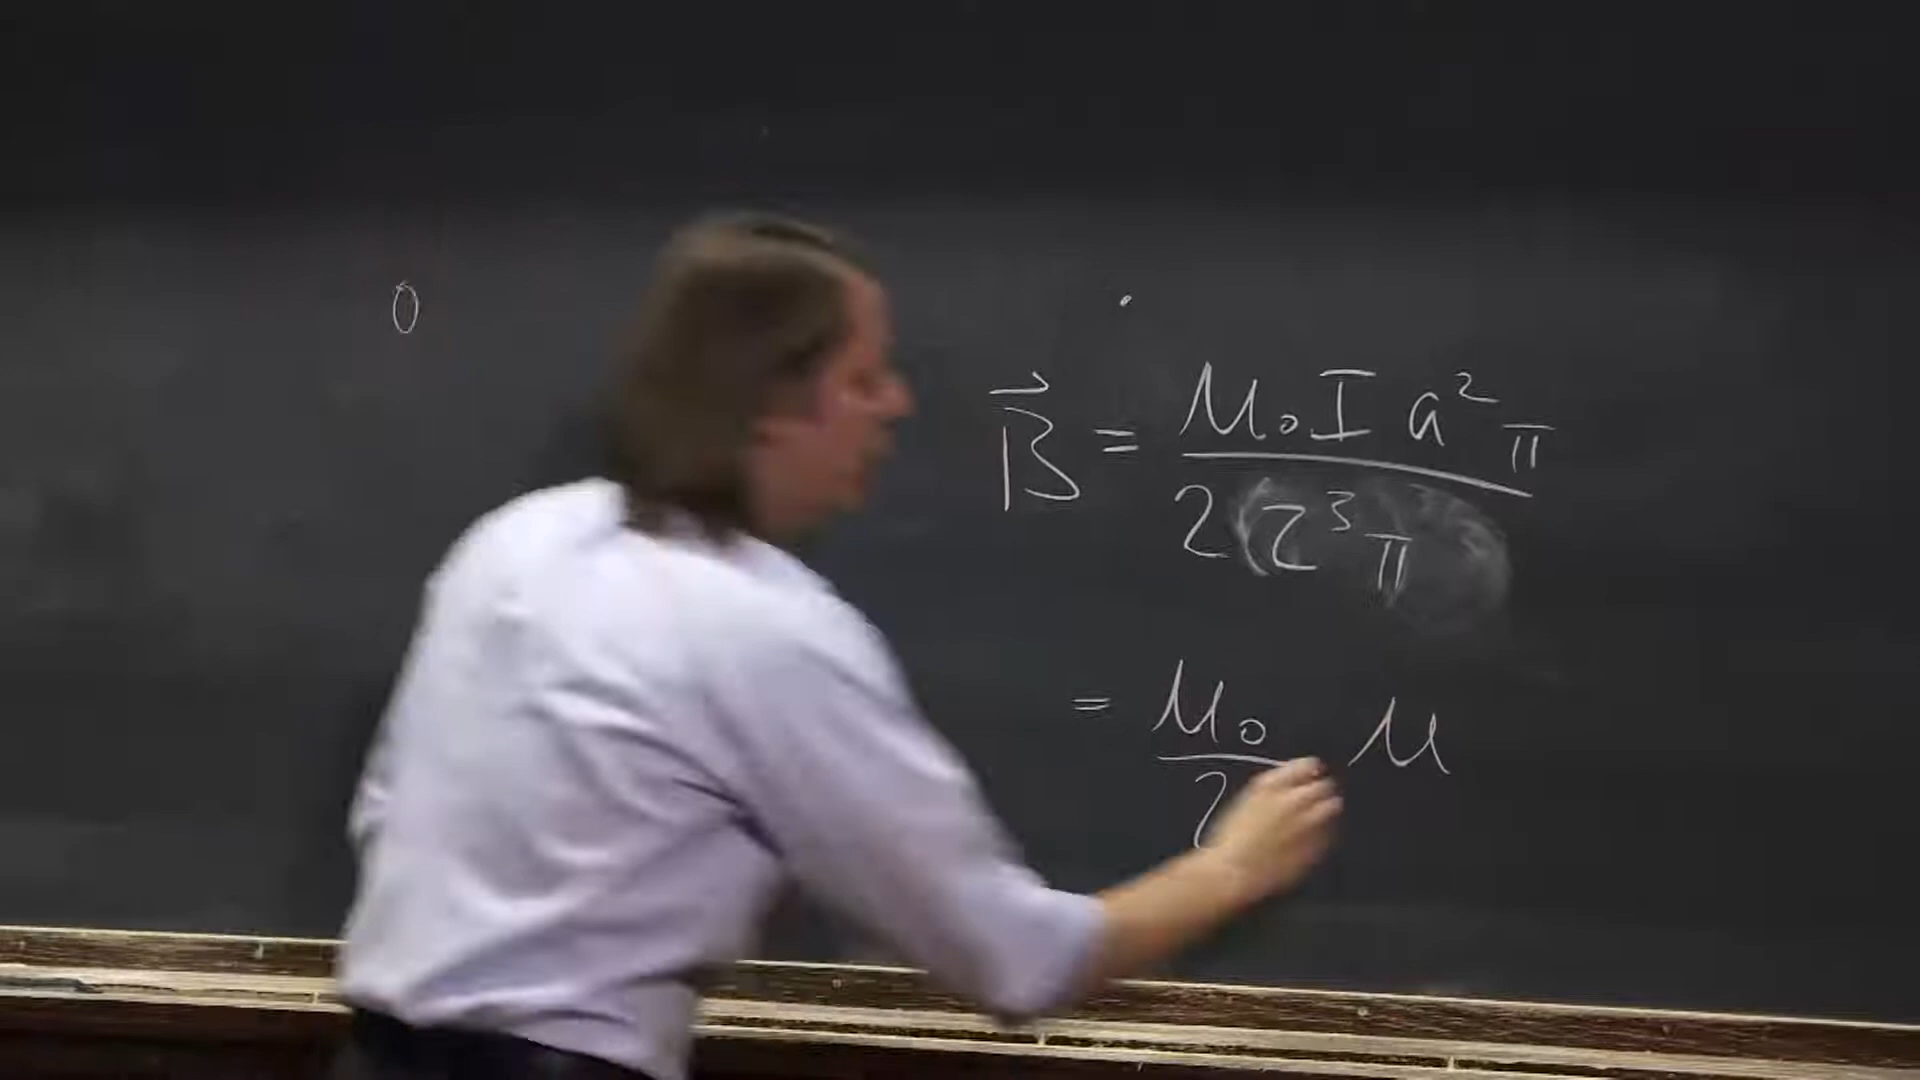 0
B⃗ = μ₀ I a² π / 2 z³ π
= μ₀ / 2 μ